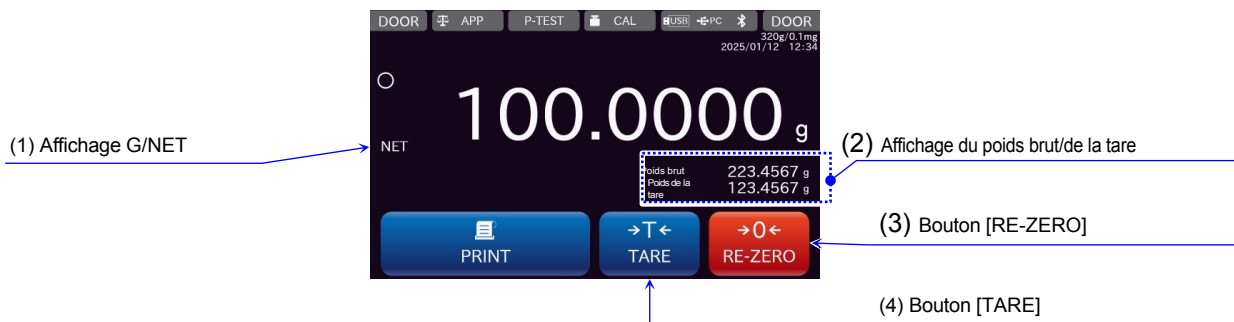 DOOR APP P-TEST CAL USB PC DOOR
320g/0.1mg
2025/01/12 12:34
100.0000 g
NET
(1) Affichage G/NET
(2) Affichage du poids brut/de la tare
Poids brut 223.4567 g
Poids de la tare 123.4567 g
(3) Bouton [RE-ZERO]
PRINT
→T← TARE
→0← RE-ZERO
(4) Bouton [TARE]